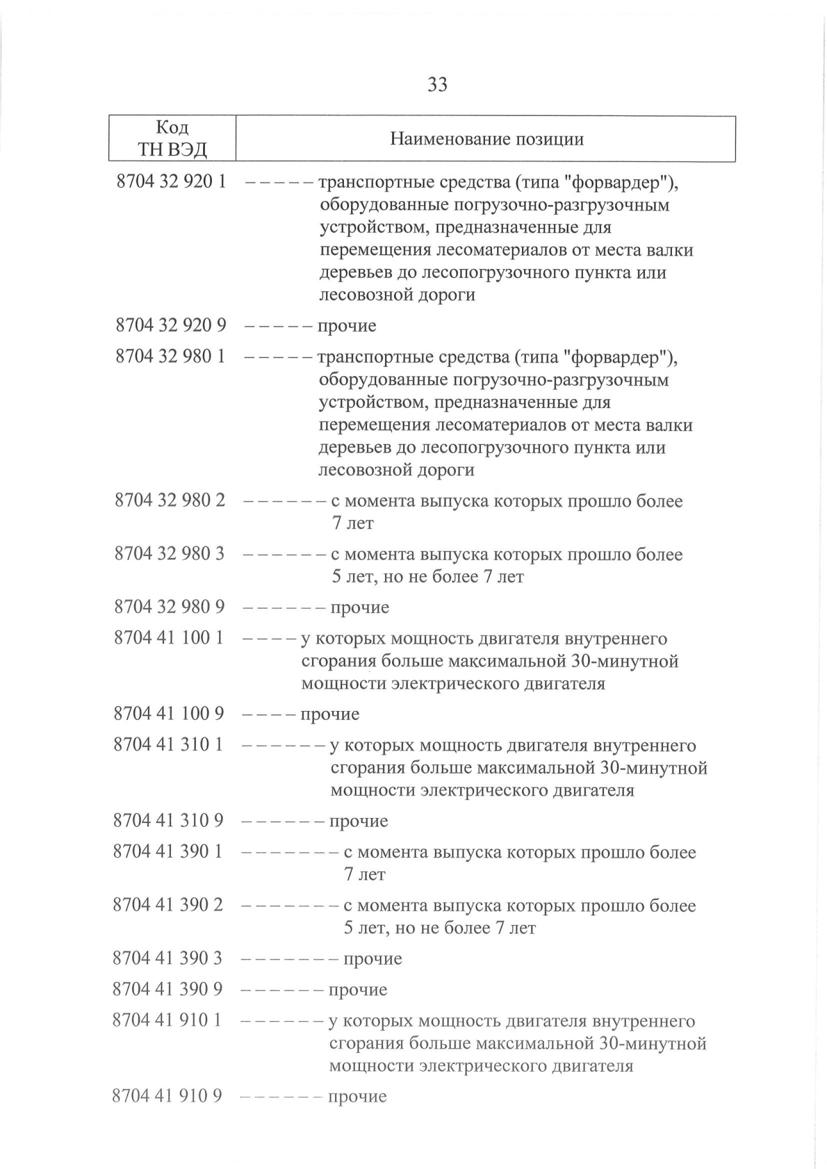 33
Код
ТН ВЭД
Наименование позиции
8704 32 920 1 – – – – – транспортные средства (типа "форвардер"),
оборудованные погрузочно-разгрузочным
устройством, предназначенные для
перемещения лесоматериалов от места валки
деревьев до лесопогрузочного пункта или
лесовозной дороги
8704 32 920 9 – – – – – прочие
8704 32 980 1 – – – – – транспортные средства (типа "форвардер"),
оборудованные погрузочно-разгрузочным
устройством, предназначенные для
перемещения лесоматериалов от места валки
деревьев до лесопогрузочного пункта или
лесовозной дороги
8704 32 980 2 – – – – – – с момента выпуска которых прошло более
7 лет
8704 32 980 3 – – – – – – с момента выпуска которых прошло более
5 лет, но не более 7 лет
8704 32 980 9 – – – – – – прочие
8704 41 100 1 – – – – у которых мощность двигателя внутреннего
сгорания больше максимальной 30-минутной
мощности электрического двигателя
8704 41 100 9 – – – – прочие
8704 41 310 1 – – – – – – у которых мощность двигателя внутреннего
сгорания больше максимальной 30-минутной
мощности электрического двигателя
8704 41 310 9 – – – – – – прочие
8704 41 390 1 – – – – – – – с момента выпуска которых прошло более
7 лет
8704 41 390 2 – – – – – – – с момента выпуска которых прошло более
5 лет, но не более 7 лет
8704 41 390 3 – – – – – – – прочие
8704 41 390 9 – – – – – – прочие
8704 41 910 1 – – – – – – у которых мощность двигателя внутреннего
сгорания больше максимальной 30-минутной
мощности электрического двигателя
8704 41 910 9 – – – – – – прочие